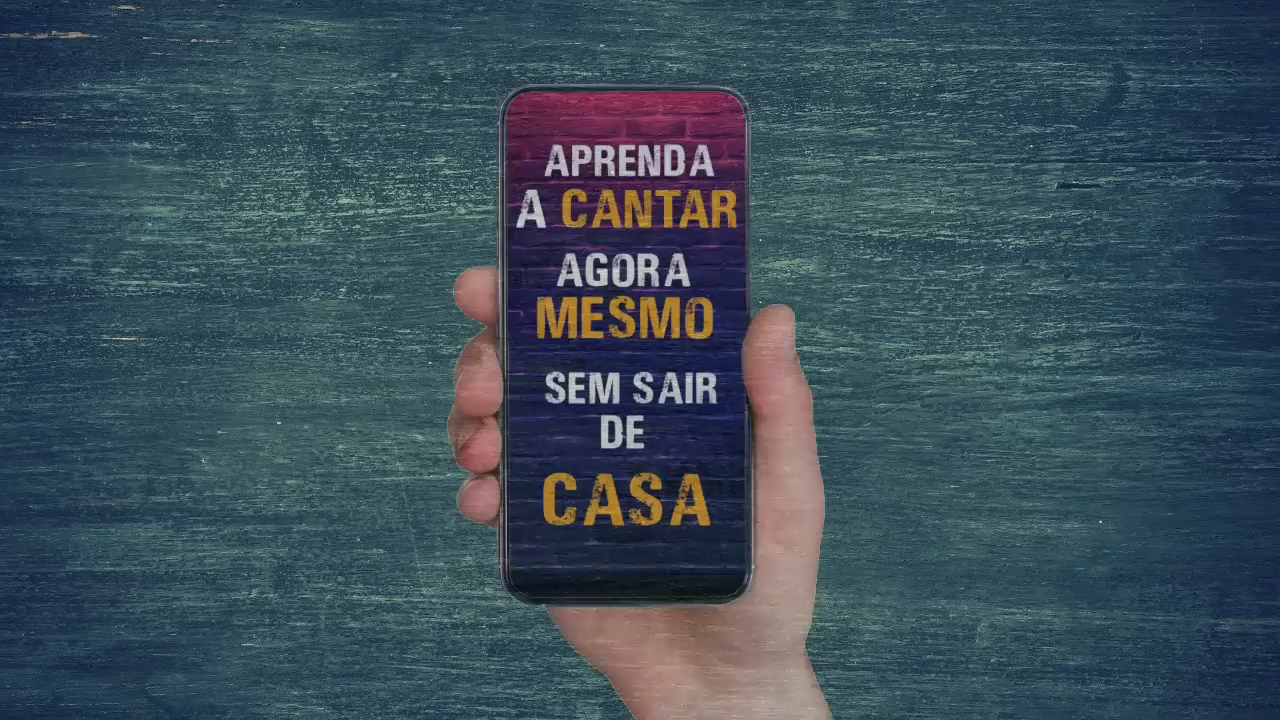 APRENDA
A CANTAR
AGORA
MESMO
SEM SAIR
DE
CASA